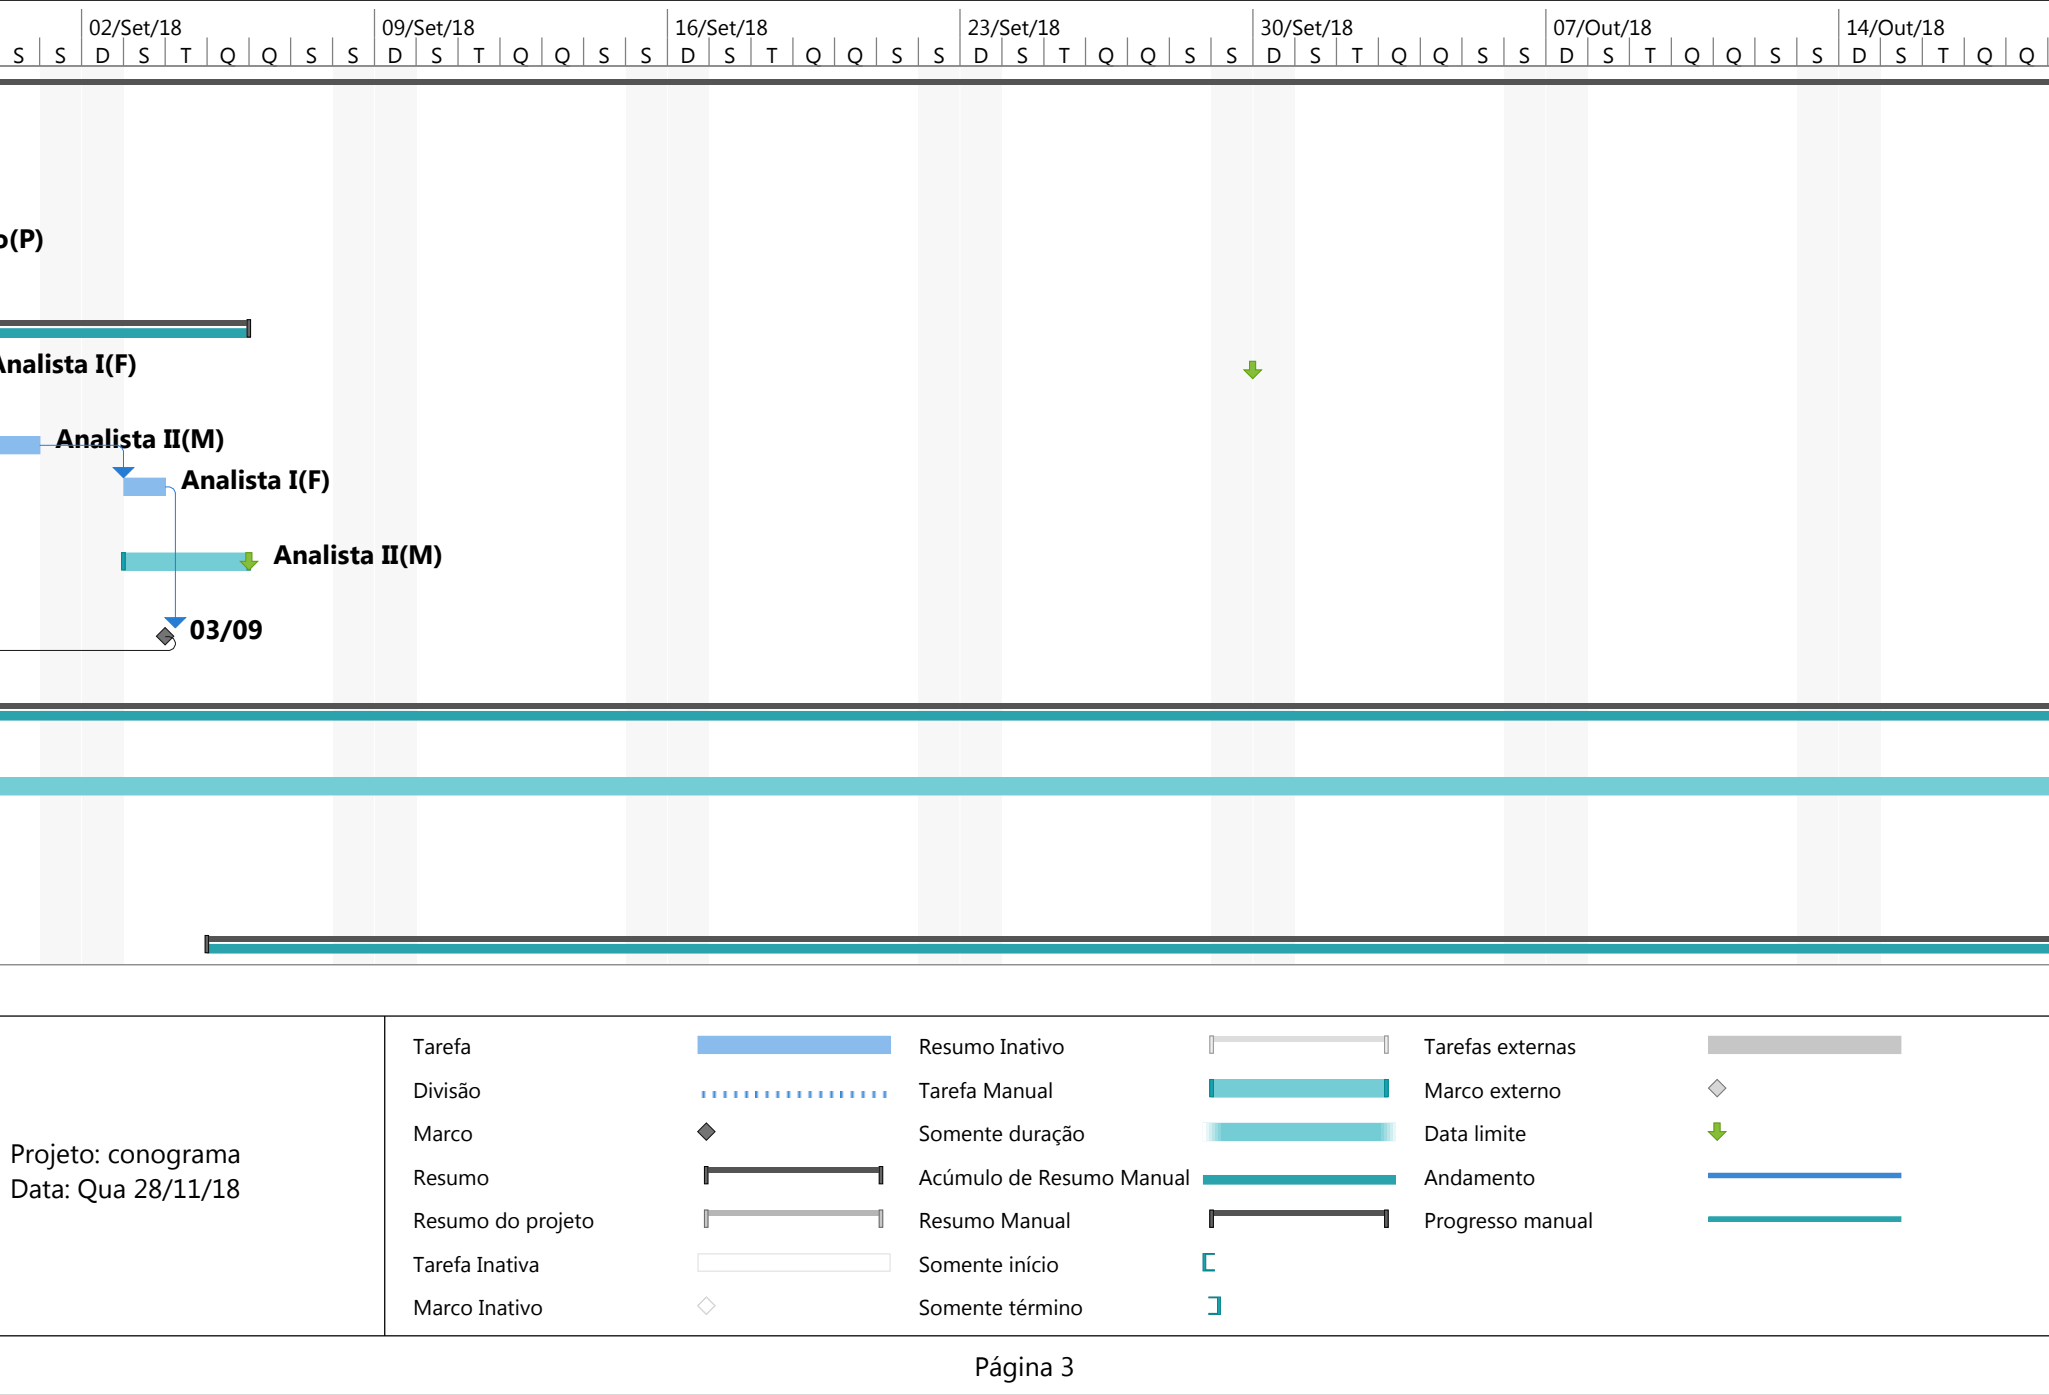 02/Set/18 09/Set/18 16/Set/18 23/Set/18 30/Set/18 07/Out/18 14/Out/18
S S D S T Q Q S S D S T Q Q S S D S T Q Q S S D S T Q Q S S D S T Q Q S S D S T Q Q S S D S T Q Q
o(P)
Analista I(F)
Analista II(M)
Analista I(F)
Analista II(M)
03/09
Projeto: conograma
Data: Qua 28/11/18
Tarefa
Divisão
Marco
Resumo
Resumo do projeto
Tarefa Inativa
Marco Inativo
Resumo Inativo
Tarefa Manual
Somente duração
Acúmulo de Resumo Manual
Resumo Manual
Somente início
Somente término
Tarefas externas
Marco externo
Data limite
Andamento
Progresso manual
Página 3